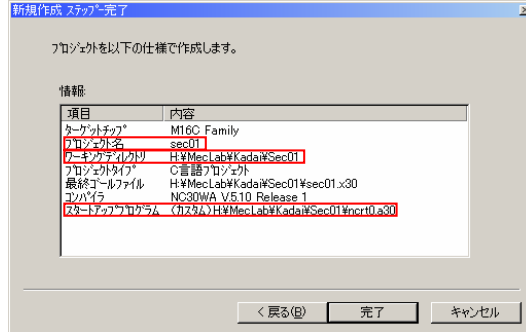 新規作成 ステップ-完了
プロジェクトを以下の仕様で作成します。
情報:
項目 内容
ターゲットチップ M16C Family
プロジェクト名 sec01
ワーキングディレクトリ H:¥MecLab¥Kadai¥Sec01
プロジェクトタイプ C言語プロジェクト
最終ゴールファイル H:¥MecLab¥Kadai¥Sec01¥sec01.x30
コンパイラ NC30WA V.5.10 Release 1
スタートアッププログラム (カスタム)H:¥MecLab¥Kadai¥Sec01¥ncrt0.a30
< 戻る(B) 完了 キャンセル